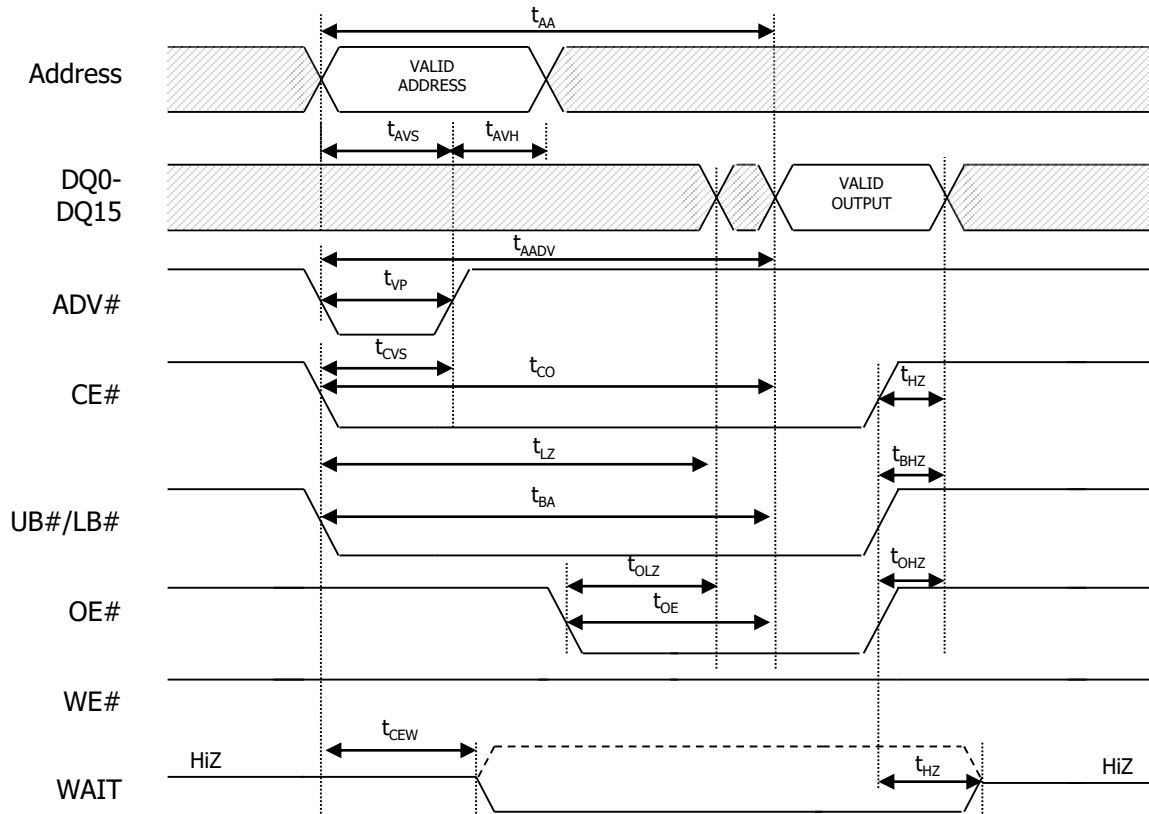 tAA
Address
VALID
ADDRESS
tAVS
tAVH
DQ0-
DQ15
VALID
OUTPUT
tAADV
ADV#
tVP
tCVS
CE#
tCO
tHZ
tLZ
tBHZ
UB#/LB#
tBA
tOLZ
tOHZ
OE#
tOE
WE#
tCEW
HiZ
tHZ
HiZ
WAIT